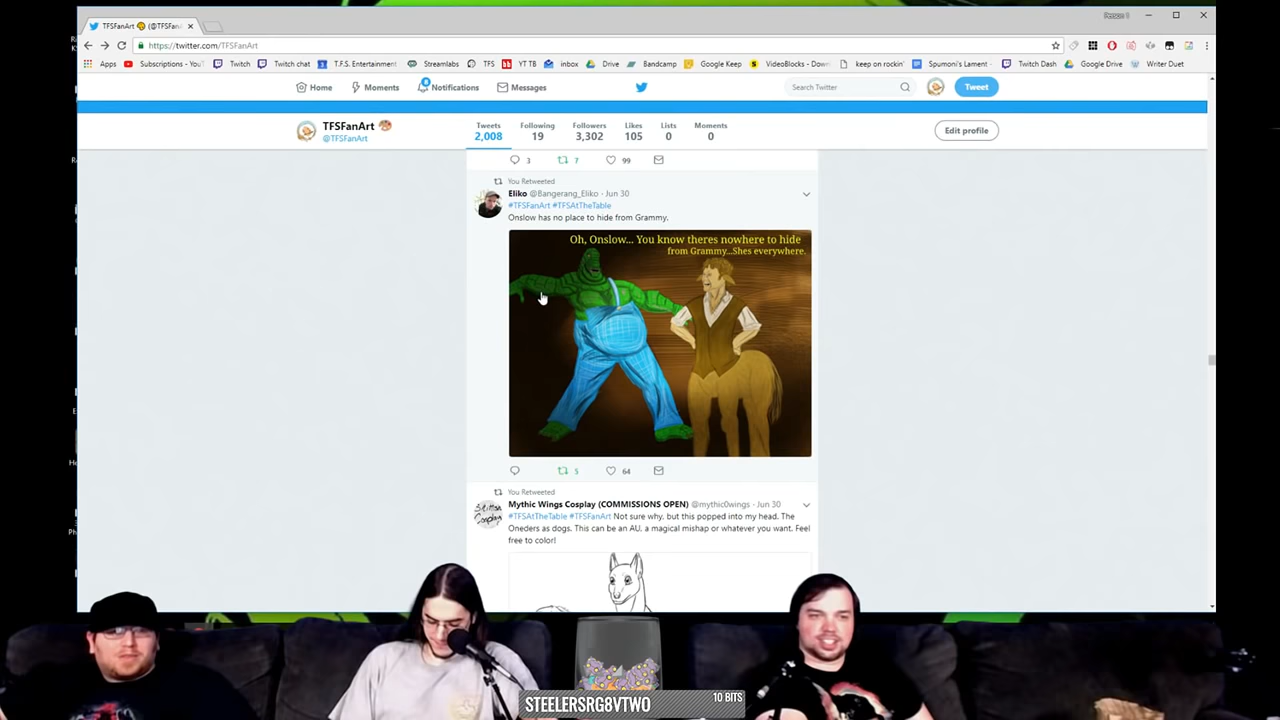 TFSFanArt (@TFSFan
Person 1
https://twitter.com/TFSFanArt
Apps Subscriptions - You Twitch Twitch chat T.F.S. Entertainment Streamlabs TFS YT TB inbox Drive Bandcamp Google Keep VideoBlocks - Down keep on rockin' Spumoni's Lament Twitch Dash Google Drive Writer Duet
Home Moments 8 Notifications Messages Search Twitter Tweet
TFSFanArt
@TFSFanArt
Tweets Following Followers Likes Lists Moments
2,008 19 3,302 105 0 0
Edit profile
3 7 99
You Retweeted
Eliko @Bangerang_Eliko · Jun 30
#TFSFanArt #TFSAtTheTable
Onslow has no place to hide from Grammy.
Oh, Onslow... You know theres nowhere to hide
from Grammy...Shes everywhere.
5 64
You Retweeted
Mythic Wings Cosplay (COMMISSIONS OPEN) @mythic0wings · Jun 30
#TFSAtTheTable #TFSFanArt Not sure why, but this popped into my head. The
Oneders as dogs. This can be an AU, a magical mishap or whatever you want. Feel
free to color!
STEELERSRG8VTWO
10 BITS